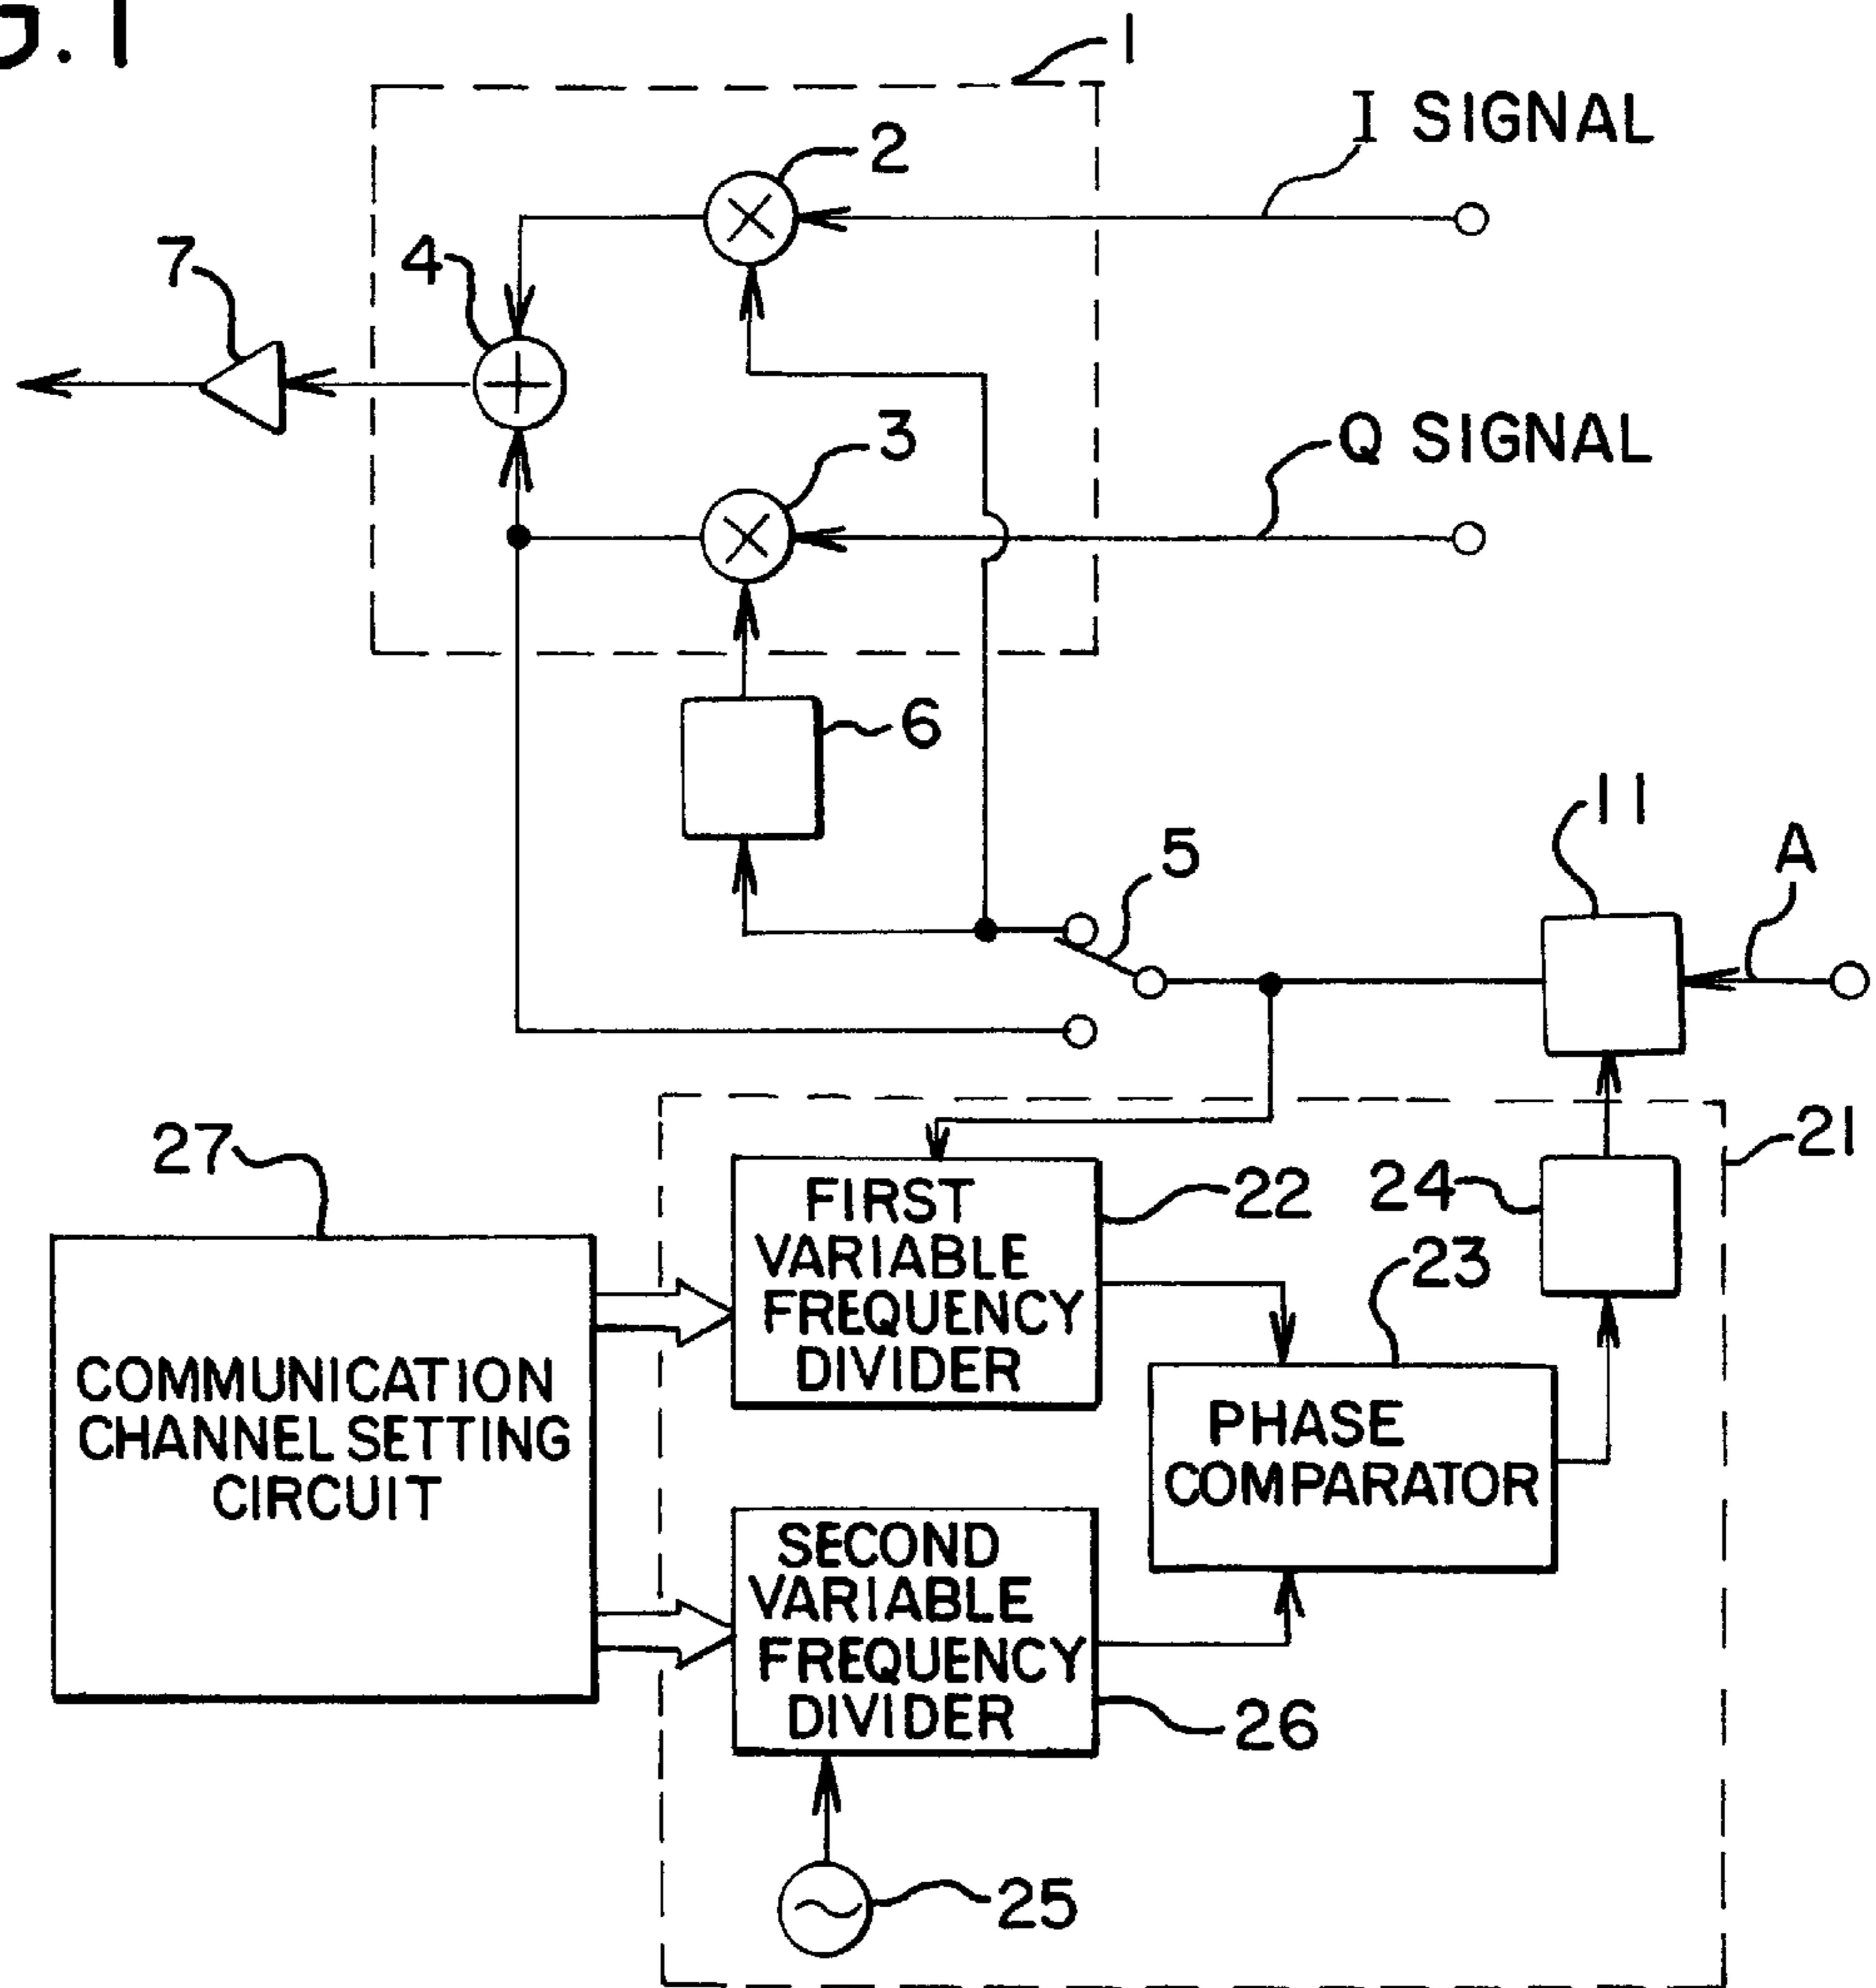 G.1
1
I SIGNAL
2
7
4
3
Q SIGNAL
6
5
11
A
27
21
FIRST
VARIABLE
FREQUENCY
DIVIDER
22
24
23
COMMUNICATION
CHANNEL SETTING
CIRCUIT
PHASE
COMPARATOR
SECOND
VARIABLE
FREQUENCY
DIVIDER
26
25